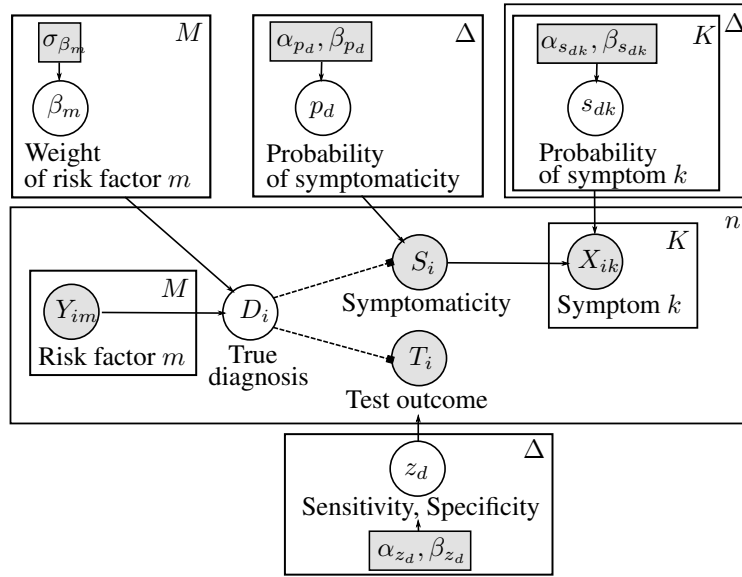 σ_{β_m}
M
β_m
Weight
of risk factor m
α_{p_d}, β_{p_d}
Δ
p_d
Probability
of symptomaticity
α_{s_{dk}}, β_{s_{dk}}
K
Δ
s_{dk}
Probability
of symptom k
n
Y_{im}
M
Risk factor m
D_i
True
diagnosis
S_i
Symptomaticity
X_{ik}
K
Symptom k
T_i
Test outcome
z_d
Δ
Sensitivity, Specificity
α_{z_d}, β_{z_d}